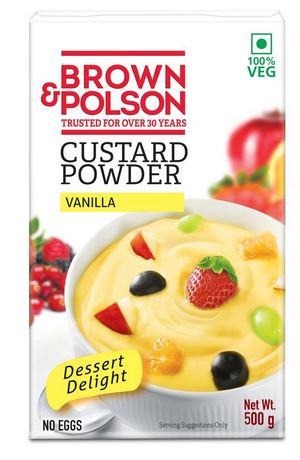 100%
VEG
BROWN
& POLSON
TRUSTED FOR OVER 30 YEARS
CUSTARD
POWDER
VANILLA
Dessert
Delight
NO EGGS
Serving Suggestions Only
Net Wt.
500 g